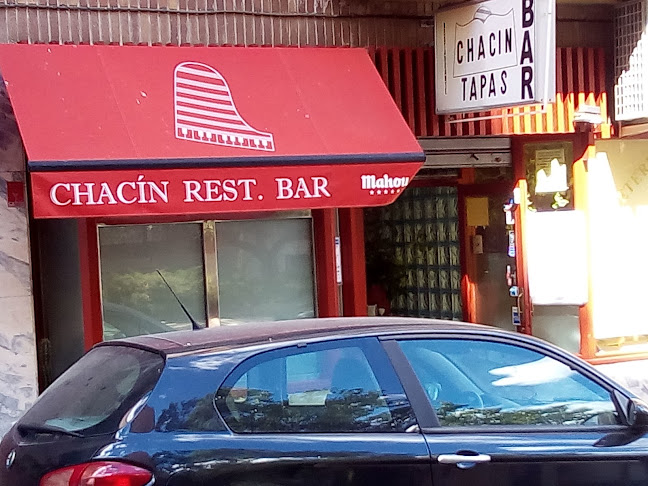 CHACIN
TAPAS
BAR
CHACÍN REST. BAR
Mahou